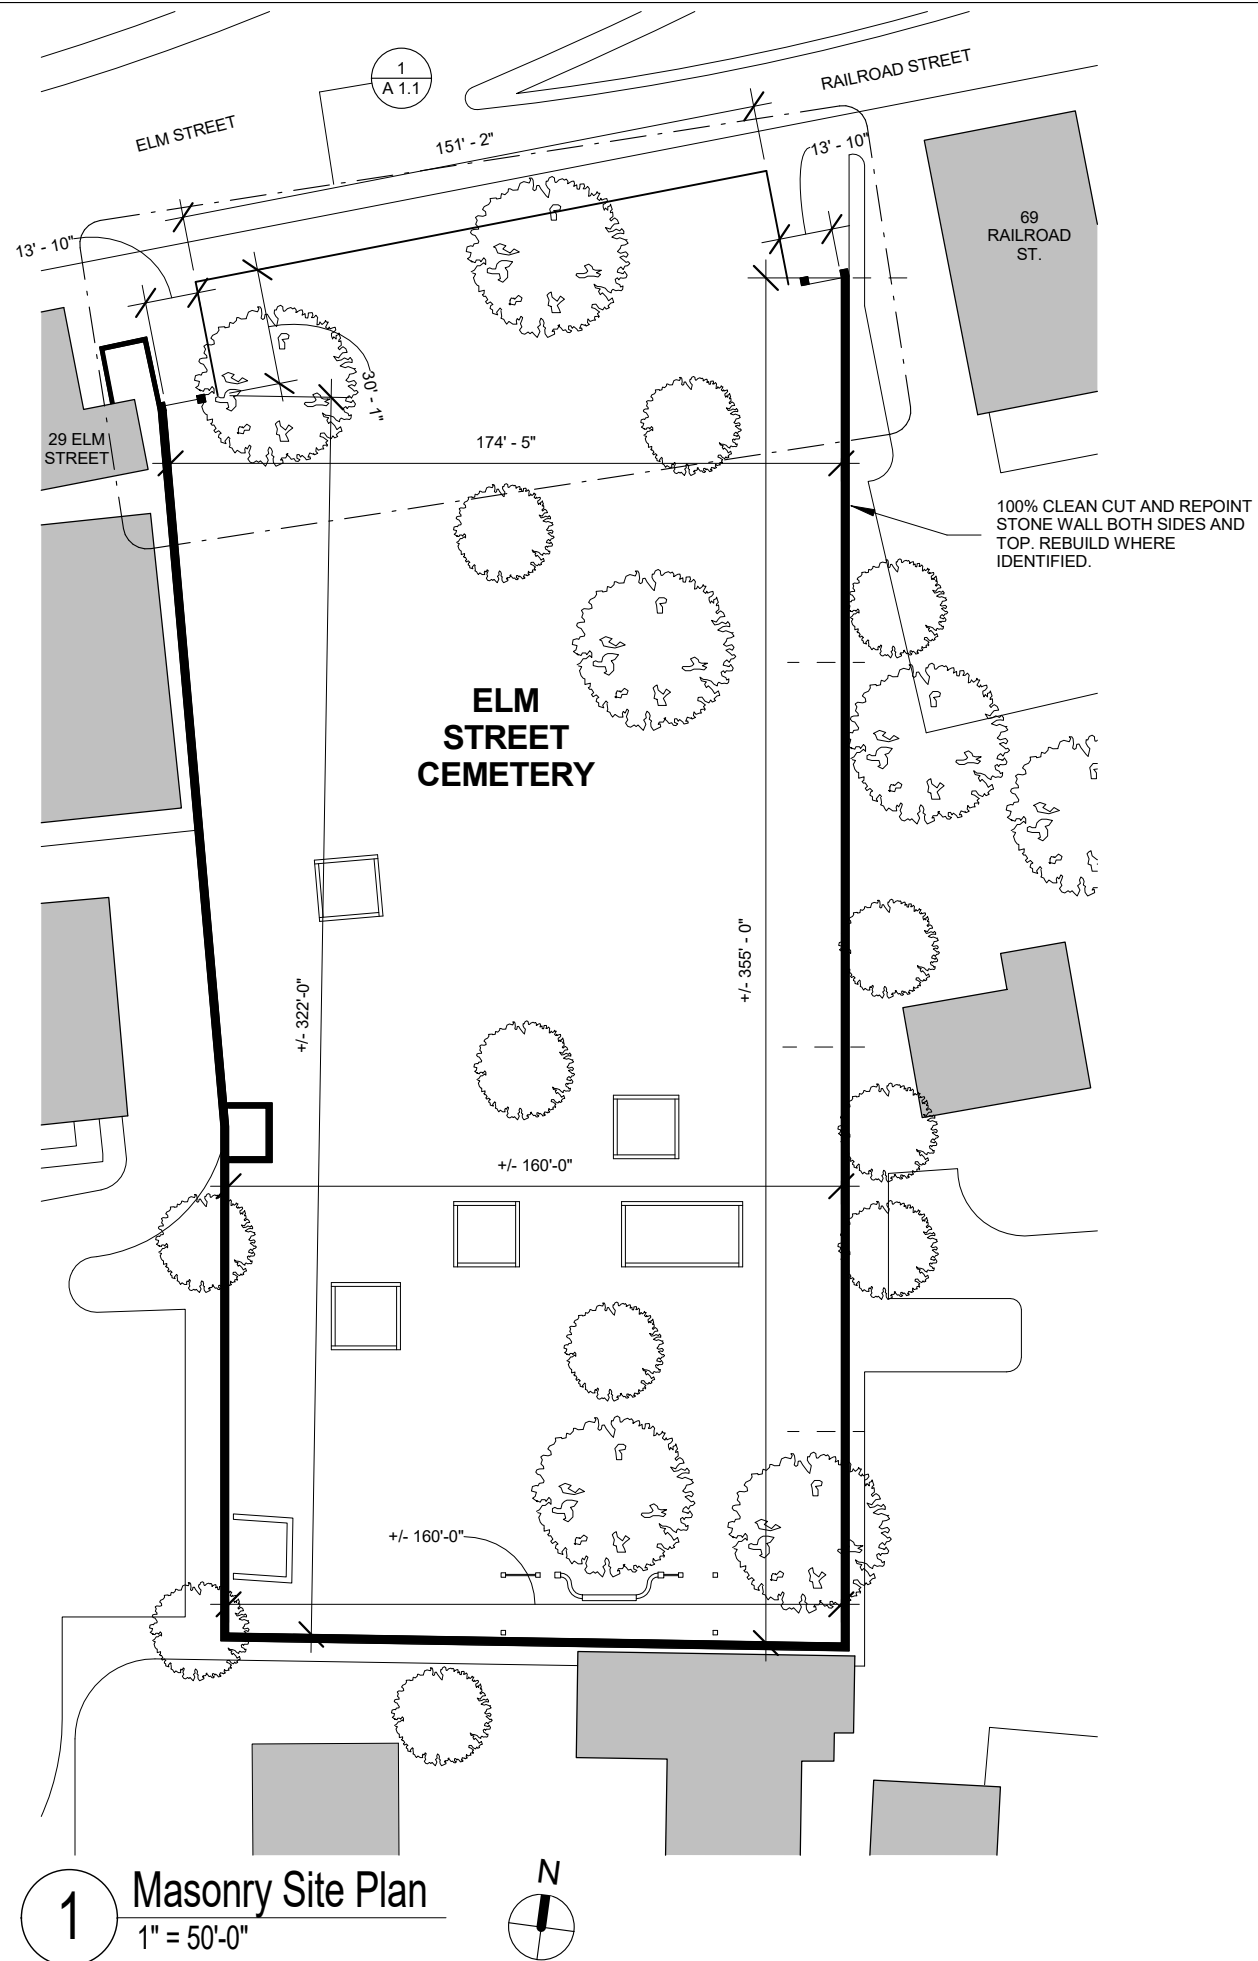 1
A 1.1
RAILROAD STREET
ELM STREET
151' - 2"
13' - 10"
13' - 10"
69
RAILROAD
ST.
30' - 1"
29 ELM
STREET
174' - 5"
100% CLEAN CUT AND REPOINT
STONE WALL BOTH SIDES AND
TOP. REBUILD WHERE
IDENTIFIED.
ELM
STREET
CEMETERY
+/- 322'-0"
+/- 355' - 0"
+/- 160'-0"
+/- 160'-0"
1
Masonry Site Plan
1" = 50'-0"
N